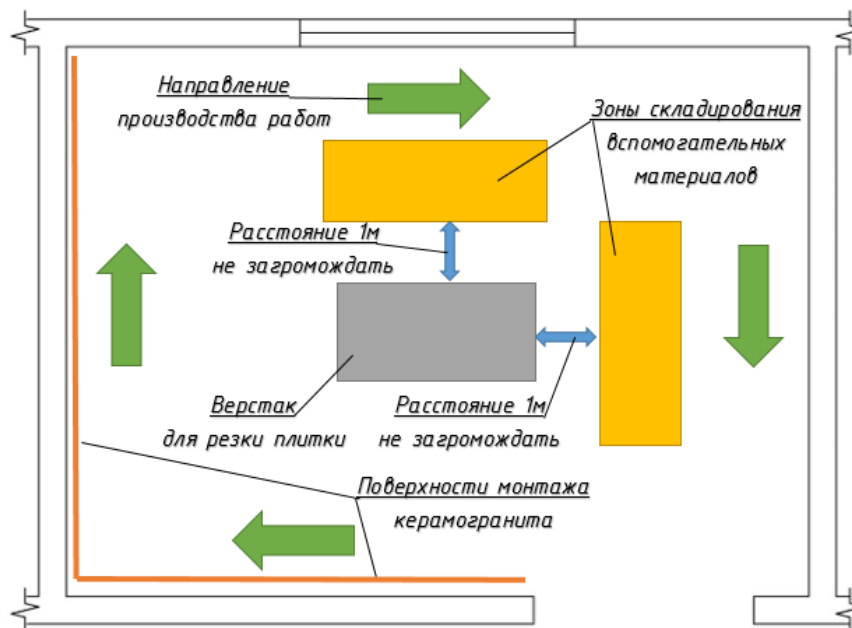 Направление
производства работ
Зоны складирования
вспомогательных
материалов
Расстояние 1м
не загромождать
Верстак
для резки плитки
Расстояние 1м
не загромождать
Поверхности монтажа
керамогранита